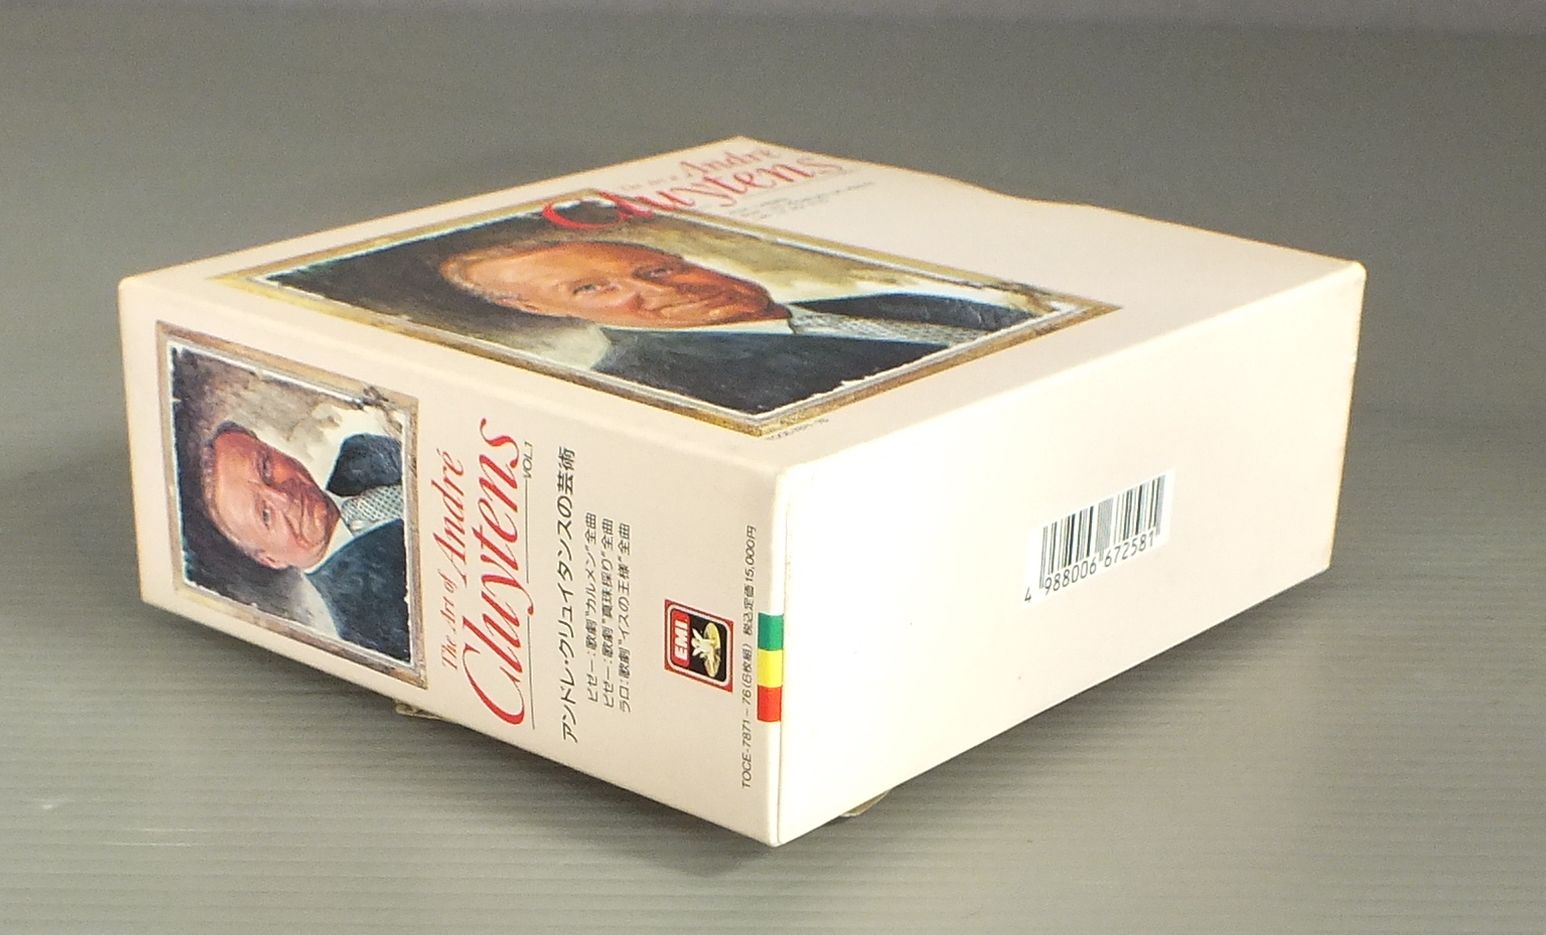 The Art of
André
Cluytens
VOL.1
アンドレ・クリュイタンスの芸術
ビゼー：歌劇"カルメン"全曲
ビゼー：歌劇"真珠採り"全曲
ラロ：歌劇"イスの王様"全曲
EMI
TOCE-7871～76(6枚組) 税込定価15,000円
The Art of
André
Cluytens
4 988006 672581